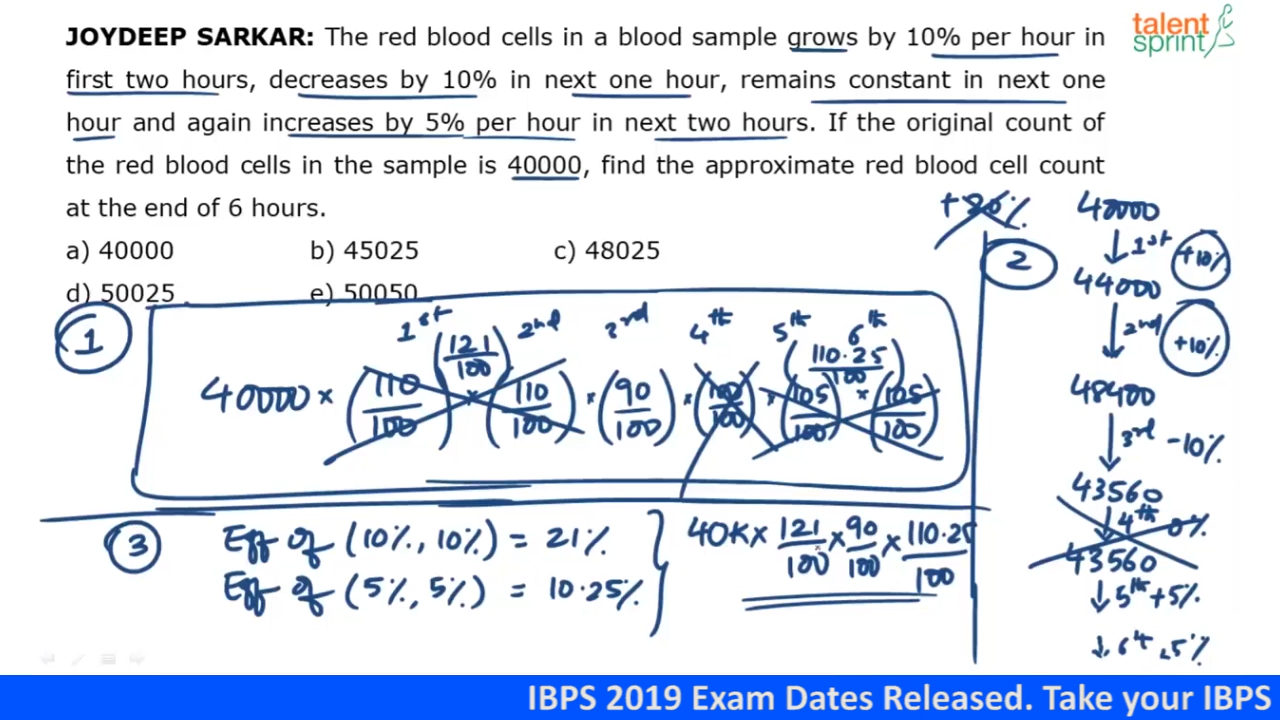 JOYDEEP SARKAR: The red blood cells in a blood sample grows by 10% per hour in
first two hours, decreases by 10% in next one hour, remains constant in next one
hour and again increases by 5% per hour in next two hours. If the original count of
the red blood cells in the sample is 40000, find the approximate red blood cell count
at the end of 6 hours.
a) 40000 b) 45025 c) 48025
d) 50025 e) 50050
talent
sprint
1
1st 2nd 3rd 4th 5th 6th
(121/100) (110.25/100)
40000 × (110/100) × (110/100) × (90/100) × (100/100) × (105/100) × (105/100)
3
Eff of (10%, 10%) = 21%
Eff of (5%, 5%) = 10.25%
40K × 121/100 × 90/100 × 110.25/100
+20%
2
40000
1st +10%
44000
2nd +10%
48400
3rd -10%
43560
4th 0%
43560
5th +5%
6th 5%
IBPS 2019 Exam Dates Released. Take your IBPS